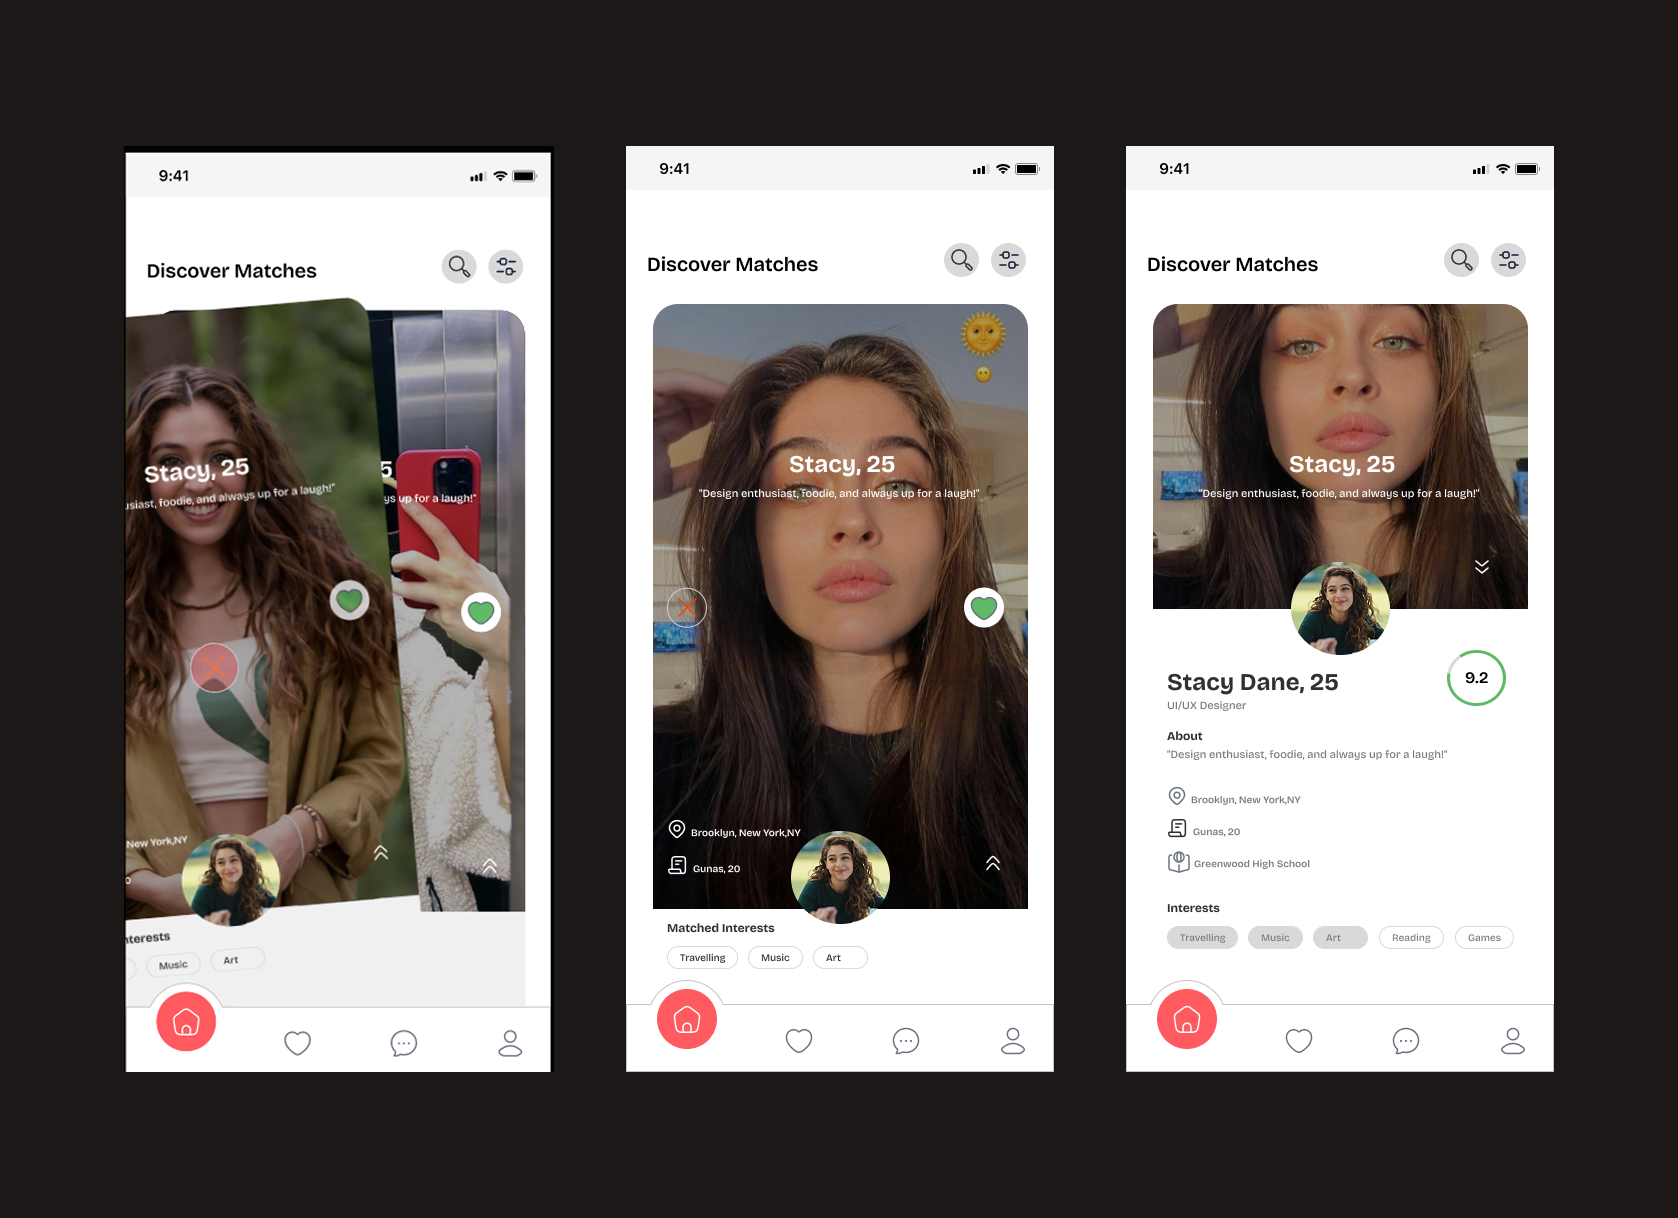 9:41
Discover Matches
Stacy, 25
usiast, foodie, and always up for a laugh!"
5
ys up for a laugh!"
New York,NY
nterests
Music
Art
9:41
Discover Matches
Stacy, 25
"Design enthusiast, foodie, and always up for a laugh!"
Brooklyn, New York,NY
Gunas, 20
Matched Interests
Travelling
Music
Art
9:41
Discover Matches
Stacy, 25
"Design enthusiast, foodie, and always up for a laugh!"
Stacy Dane, 25
9.2
UI/UX Designer
About
"Design enthusiast, foodie, and always up for a laugh!"
Brooklyn, New York,NY
Gunas, 20
Greenwood High School
Interests
Travelling
Music
Art
Reading
Games